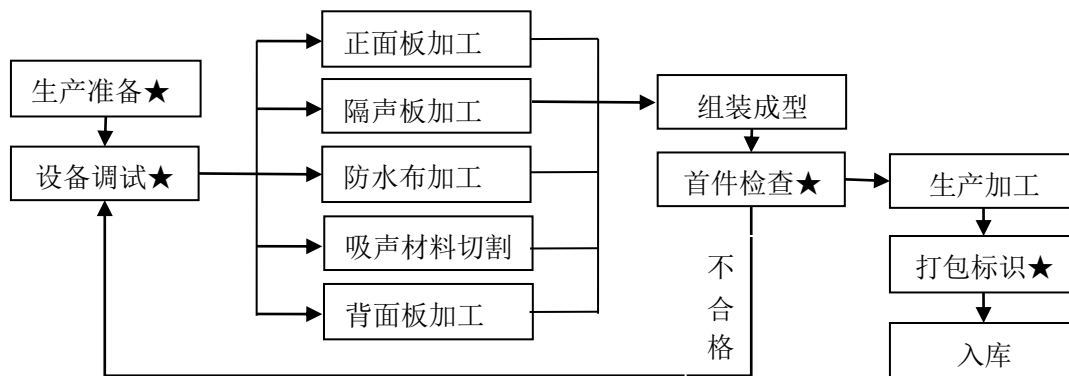 生产准备★
设备调试★
正面板加工
隔声板加工
防水布加工
吸声材料切割
背面板加工
组装成型
首件检查★
不合格
生产加工
打包标识★
入库